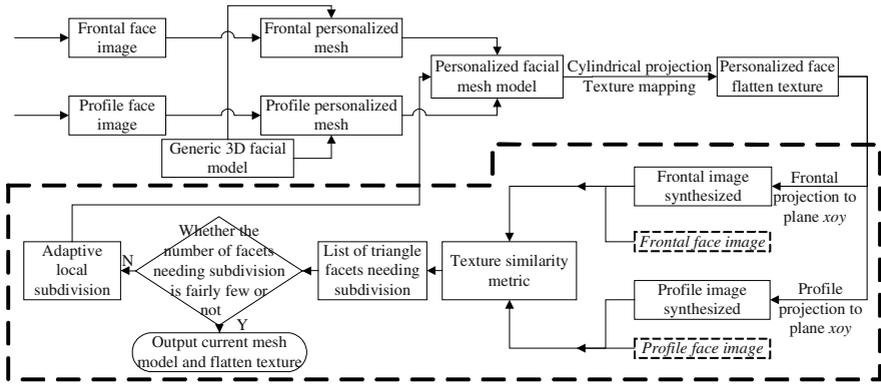 Frontal face
image
Frontal personalized
mesh
Personalized facial
mesh model
Cylindrical projection
Texture mapping
Personalized face
flatten texture
Profile face
image
Profile personalized
mesh
Generic 3D facial
model
Frontal image
synthesized
Frontal
projection to
plane xoy
Frontal face image
Adaptive
local
subdivision
N
Whether the
number of facets
needing subdivision
is fairly few or
not
List of triangle
facets needing
subdivision
Texture similarity
metric
Profile image
synthesized
Profile
projection to
plane xoy
Y
Output current mesh
model and flatten texture
Profile face image